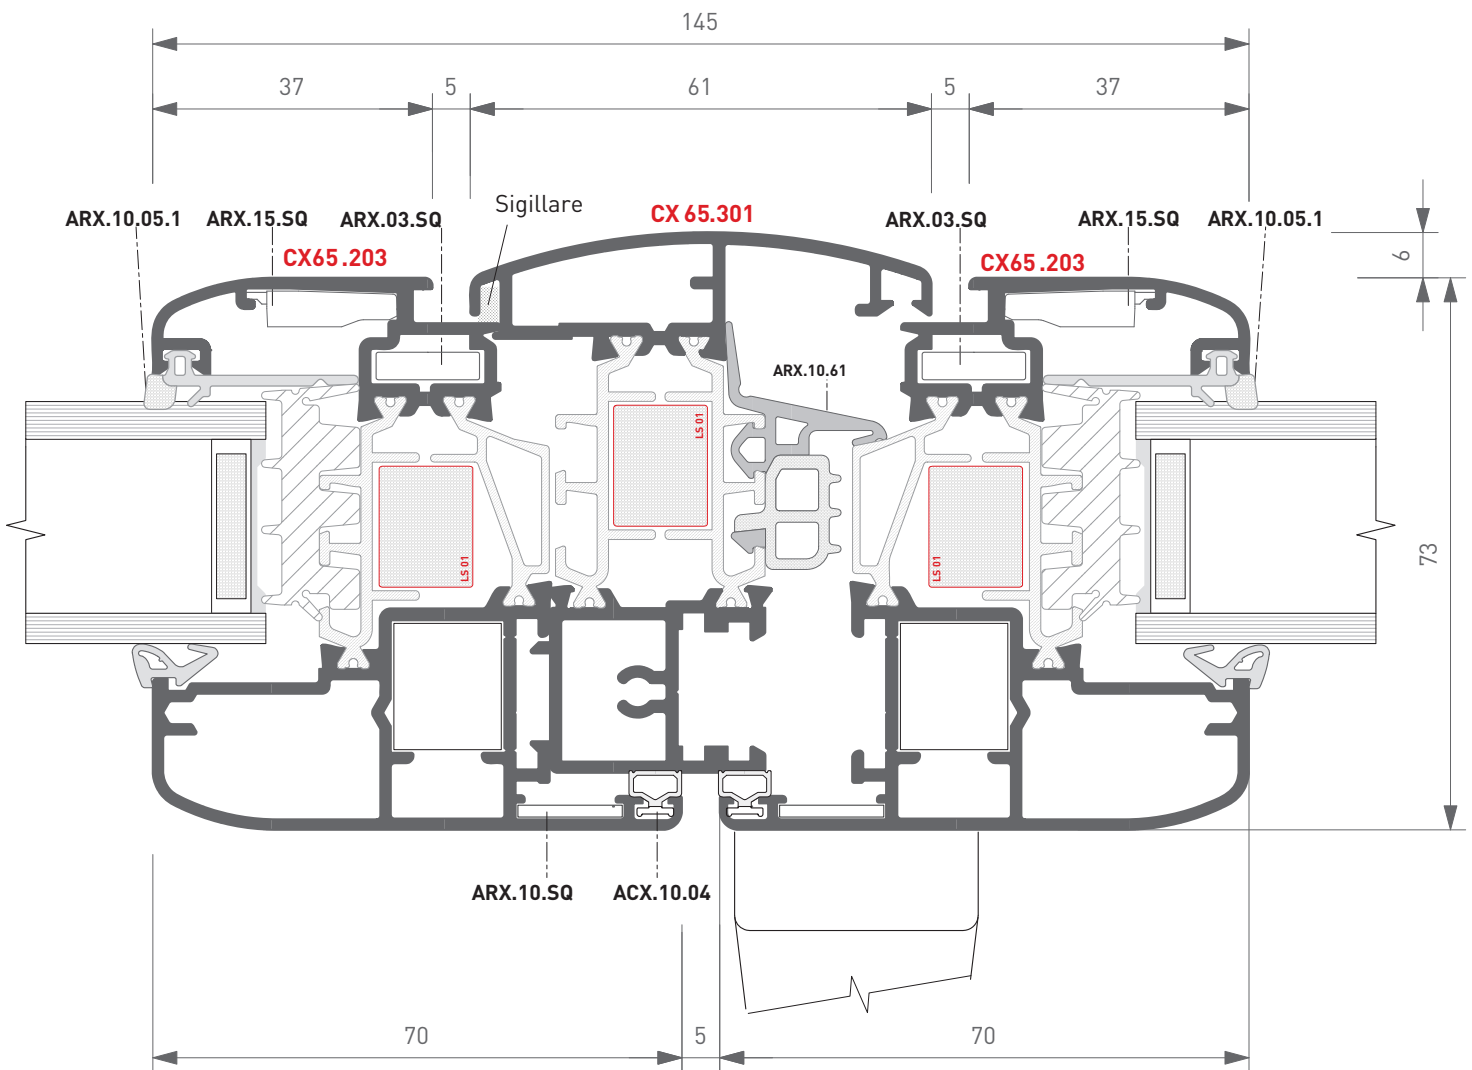 145
37 5 61 5 37
ARX.10.05.1 ARX.15.SQ ARX.03.SQ Sigillare CX 65.301 ARX.03.SQ ARX.15.SQ ARX.10.05.1
CX65.203 CX65.203
6
ARX.10.61
LS 01
LS 01
LS 01
73
ARX.10.SQ ACX.10.04
70 5 70